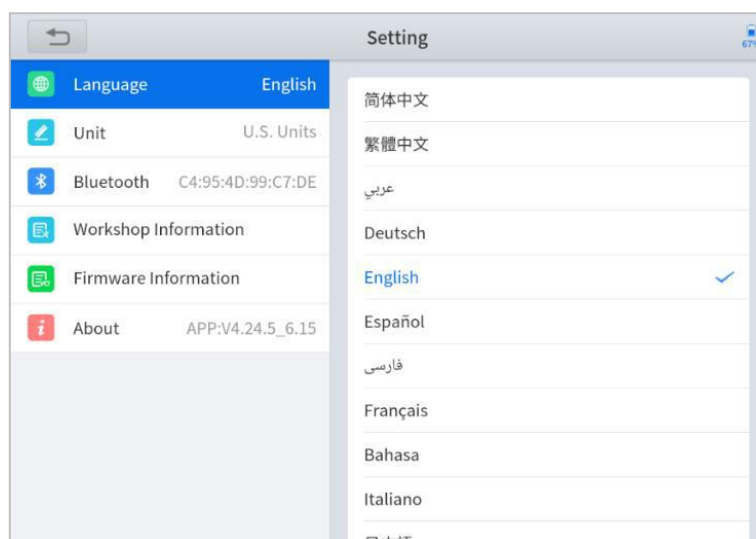 Setting
67%
Language English
Unit U.S. Units
Bluetooth C4:95:4D:99:C7:DE
Workshop Information
Firmware Information
About APP:V4.24.5_6.15
简体中文
繁體中文
عربي
Deutsch
English
Español
فارسی
Français
Bahasa
Italiano